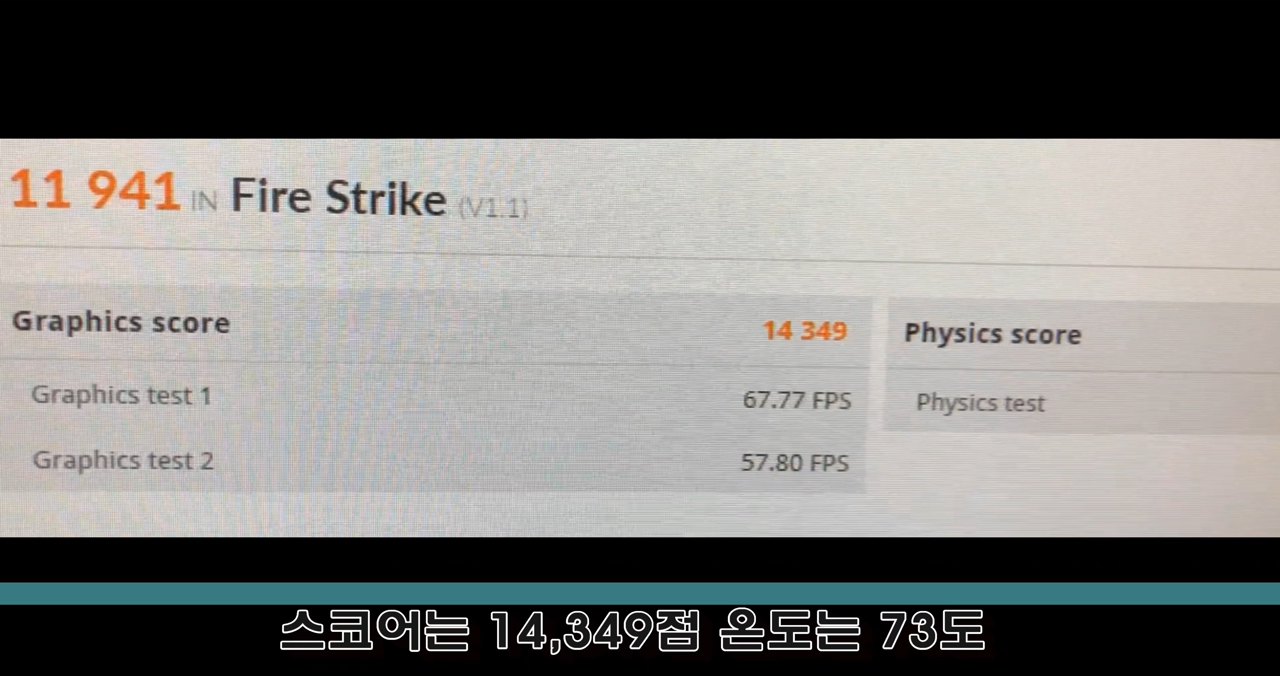 11 941 IN Fire Strike (V1.1)
Graphics score 14 349
Graphics test 1 67.77 FPS
Graphics test 2 57.80 FPS
Physics score
Physics test
스코어는 14,349점 온도는 73도